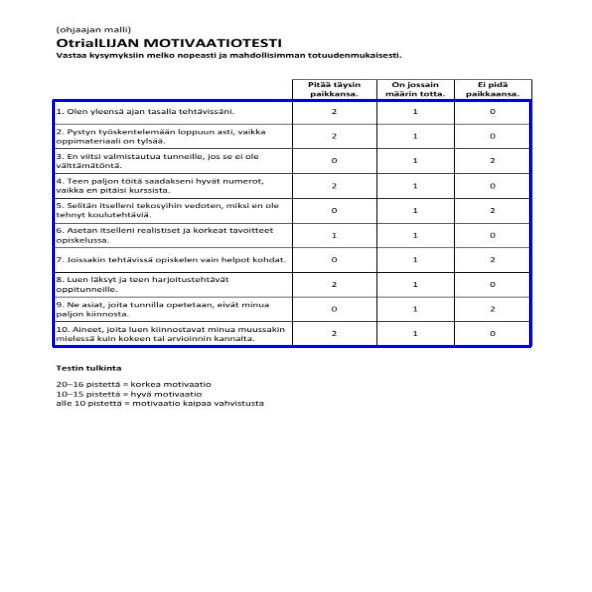 (ohjaajan malli)
OtrialLIJAN MOTIVAATIOTESTI
Vastaa kysymyksiin melko nopeasti ja mahdollisimman totuudenmukaisesti.
Pitää täysin paikkansa. On jossain määrin totta. Ei pidä paikkaansa.
1. Olen yleensä ajan tasalla tehtävissäni. 2 1 0
2. Pystyn työskentelemään loppuun asti, vaikka
oppimateriaali on tylsää. 2 1 0
3. En viitsi valmistautua tunneille, jos se ei ole
välttämätöntä. 0 1 2
4. Teen paljon töitä saadakseni hyvät numerot,
vaikka en pitäisi kurssista. 2 1 0
5. Selitän itselleni tekosyihin vedoten, miksi en ole
tehnyt koulutehtäviä. 0 1 2
6. Asetan itselleni realistiset ja korkeat tavoitteet
opiskelussa. 1 1 0
7. Joissakin tehtävissä opiskelen vain helpot kohdat. 0 1 2
8. Luen läksyt ja teen harjoitustehtävät
oppitunneille. 2 1 0
9. Ne asiat, joita tunnilla opetetaan, eivät minua
paljon kiinnosta. 0 1 2
10. Aineet, joita luen kiinnostavat minua muussakin
mielessä kuin kokeen tai arvioinnin kannalta. 2 1 0
Testin tulkinta
20–16 pistettä = korkea motivaatio
10–15 pistettä = hyvä motivaatio
alle 10 pistettä = motivaatio kaipaa vahvistusta